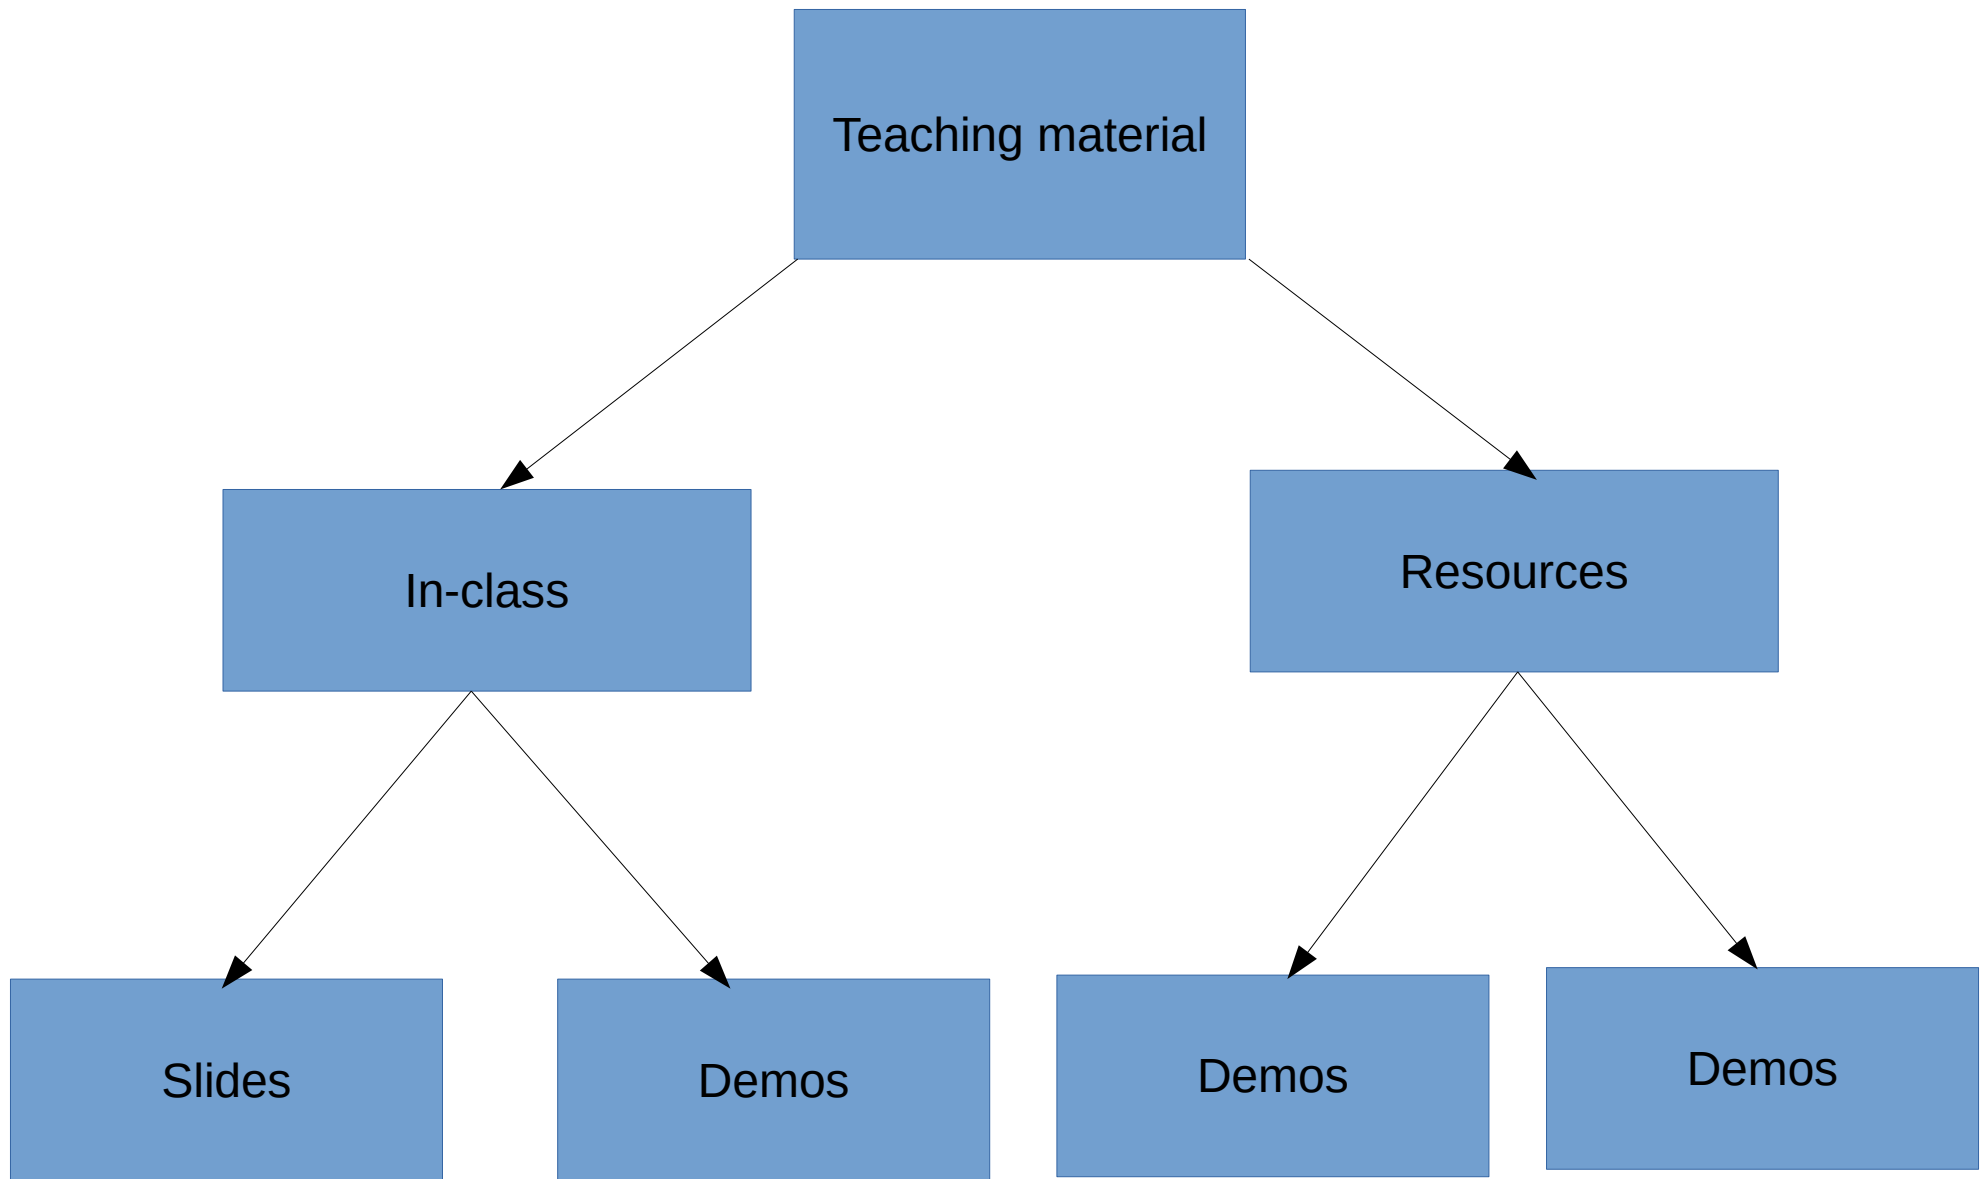 Teaching material
In-class
Resources
Slides
Demos
Demos
Demos